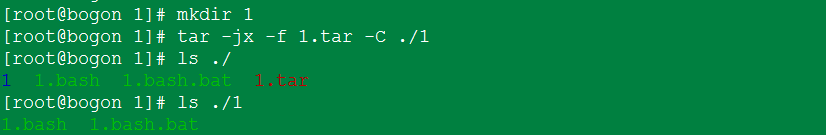 [root@bogon 1]# mkdir 1
[root@bogon 1]# tar -jx -f 1.tar -C ./1
[root@bogon 1]# ls ./
1  1.bash  1.bash.bat  1.tar
[root@bogon 1]# ls ./1
1.bash  1.bash.bat